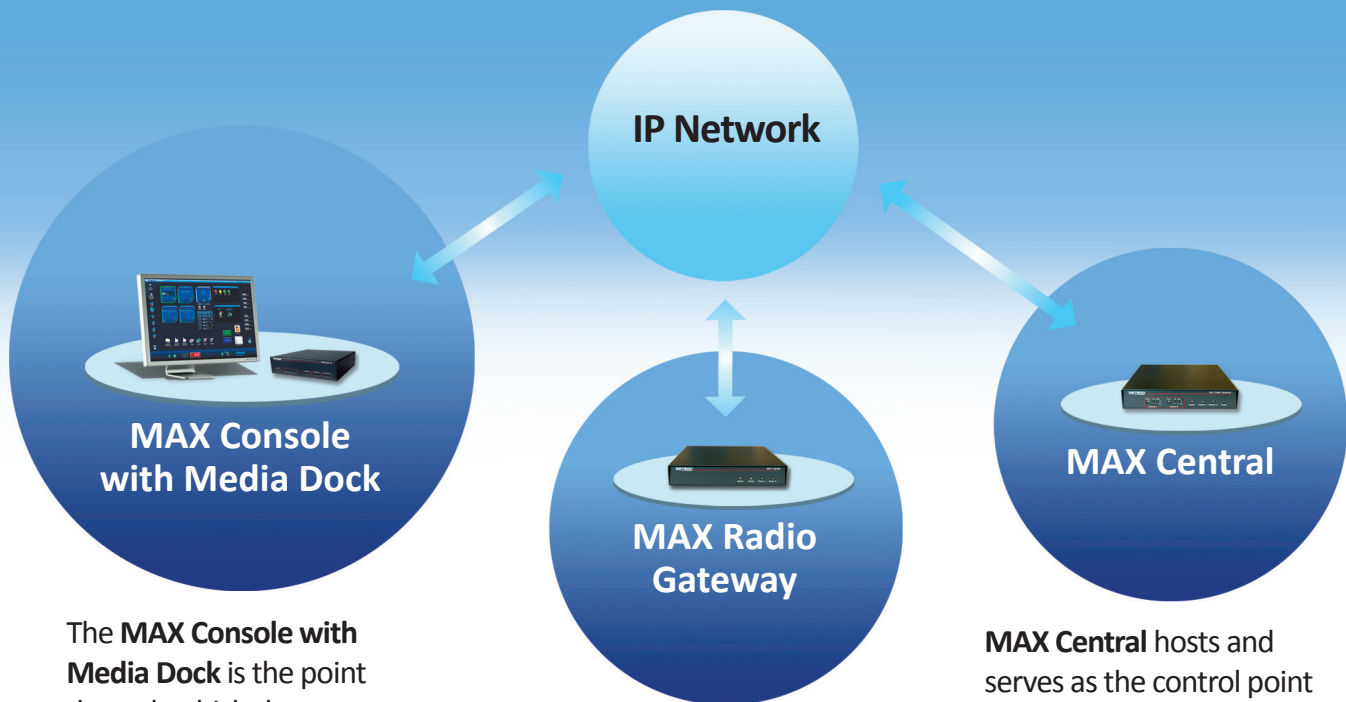 IP Network
MAX Console
with Media Dock
MAX Radio
Gateway
MAX Central
The MAX Console with
Media Dock is the point
MAX Central hosts and
serves as the control point